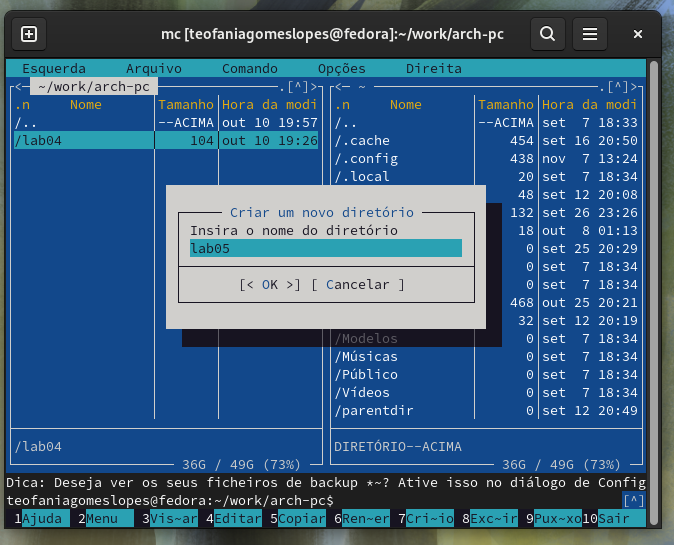 mc [teofaniagomeslopes@fedora]:~/work/arch-pc
Esquerda Arquivo Comando Opções Direita
<─ ~/work/arch-pc ─.[^]> <─ ~ ─.[^]>
.n Nome Tamanho Hora da modi .n Nome Tamanho Hora da modi
/.. --ACIMA out 10 19:57 /.. --ACIMA set 7 18:33
/lab04 104 out 10 19:26 /.cache 454 set 16 20:50
/.config 438 nov 7 13:24
/.local 20 set 7 18:34
48 set 12 20:08
Criar um novo diretório 132 set 26 23:26
Insira o nome do diretório 18 out 8 01:13
lab05 0 set 25 20:29
0 set 7 18:34
[< OK >] [ Cancelar ] 0 set 7 18:34
468 out 25 20:21
32 set 12 20:19
/Modelos 0 set 7 18:34
/Músicas 0 set 7 18:34
/Público 0 set 7 18:34
/Vídeos 0 set 7 18:34
/parentdir 0 set 12 20:49
/lab04 DIRETÓRIO--ACIMA
36G / 49G (73%) 36G / 49G (73%)
Dica: Deseja ver os seus ficheiros de backup *~? Ative isso no diálogo de Config
teofaniagomeslopes@fedora:~/work/arch-pc$ [^]
1Ajuda 2Menu 3Vis~ar 4Editar 5Copiar 6Ren~er 7Cri~io 8Exc~ir 9Pux~xo 10Sair